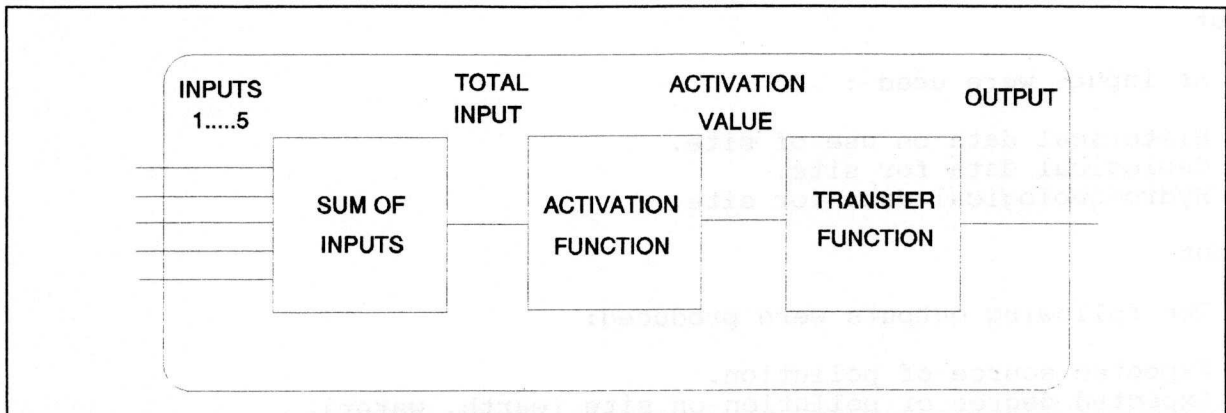 INPUTS
1.....5
TOTAL
INPUT
ACTIVATION
VALUE
OUTPUT
SUM OF
INPUTS
ACTIVATION
FUNCTION
TRANSFER
FUNCTION